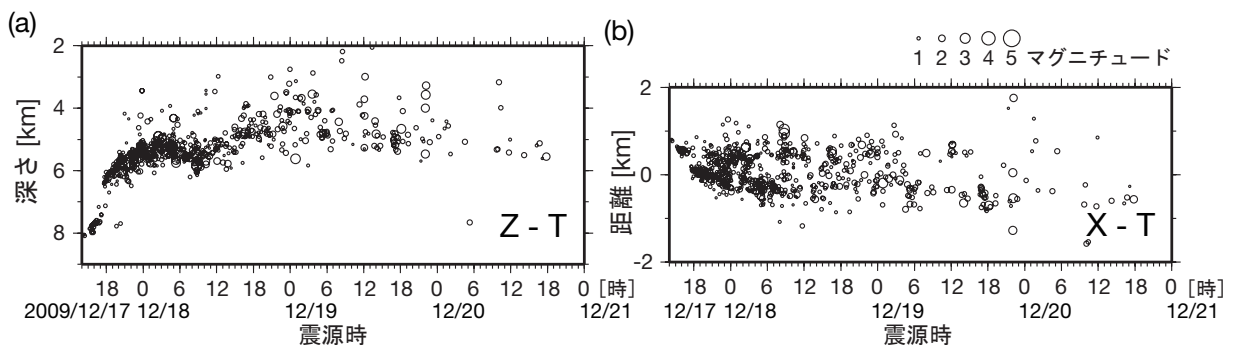 (a)
2
4
6
8
深さ [km]
Z - T
18 0 6 12 18 0 6 12 18 0 6 12 18 0 [時]
2009/12/17 12/18 12/19 12/20 12/21
震源時
(b)
1 2 3 4 5 マグニチュード
2
0
-2
距離 [km]
X - T
18 0 6 12 18 0 6 12 18 0 6 12 18 0 [時]
12/17 12/18 12/19 12/20 12/21
震源時